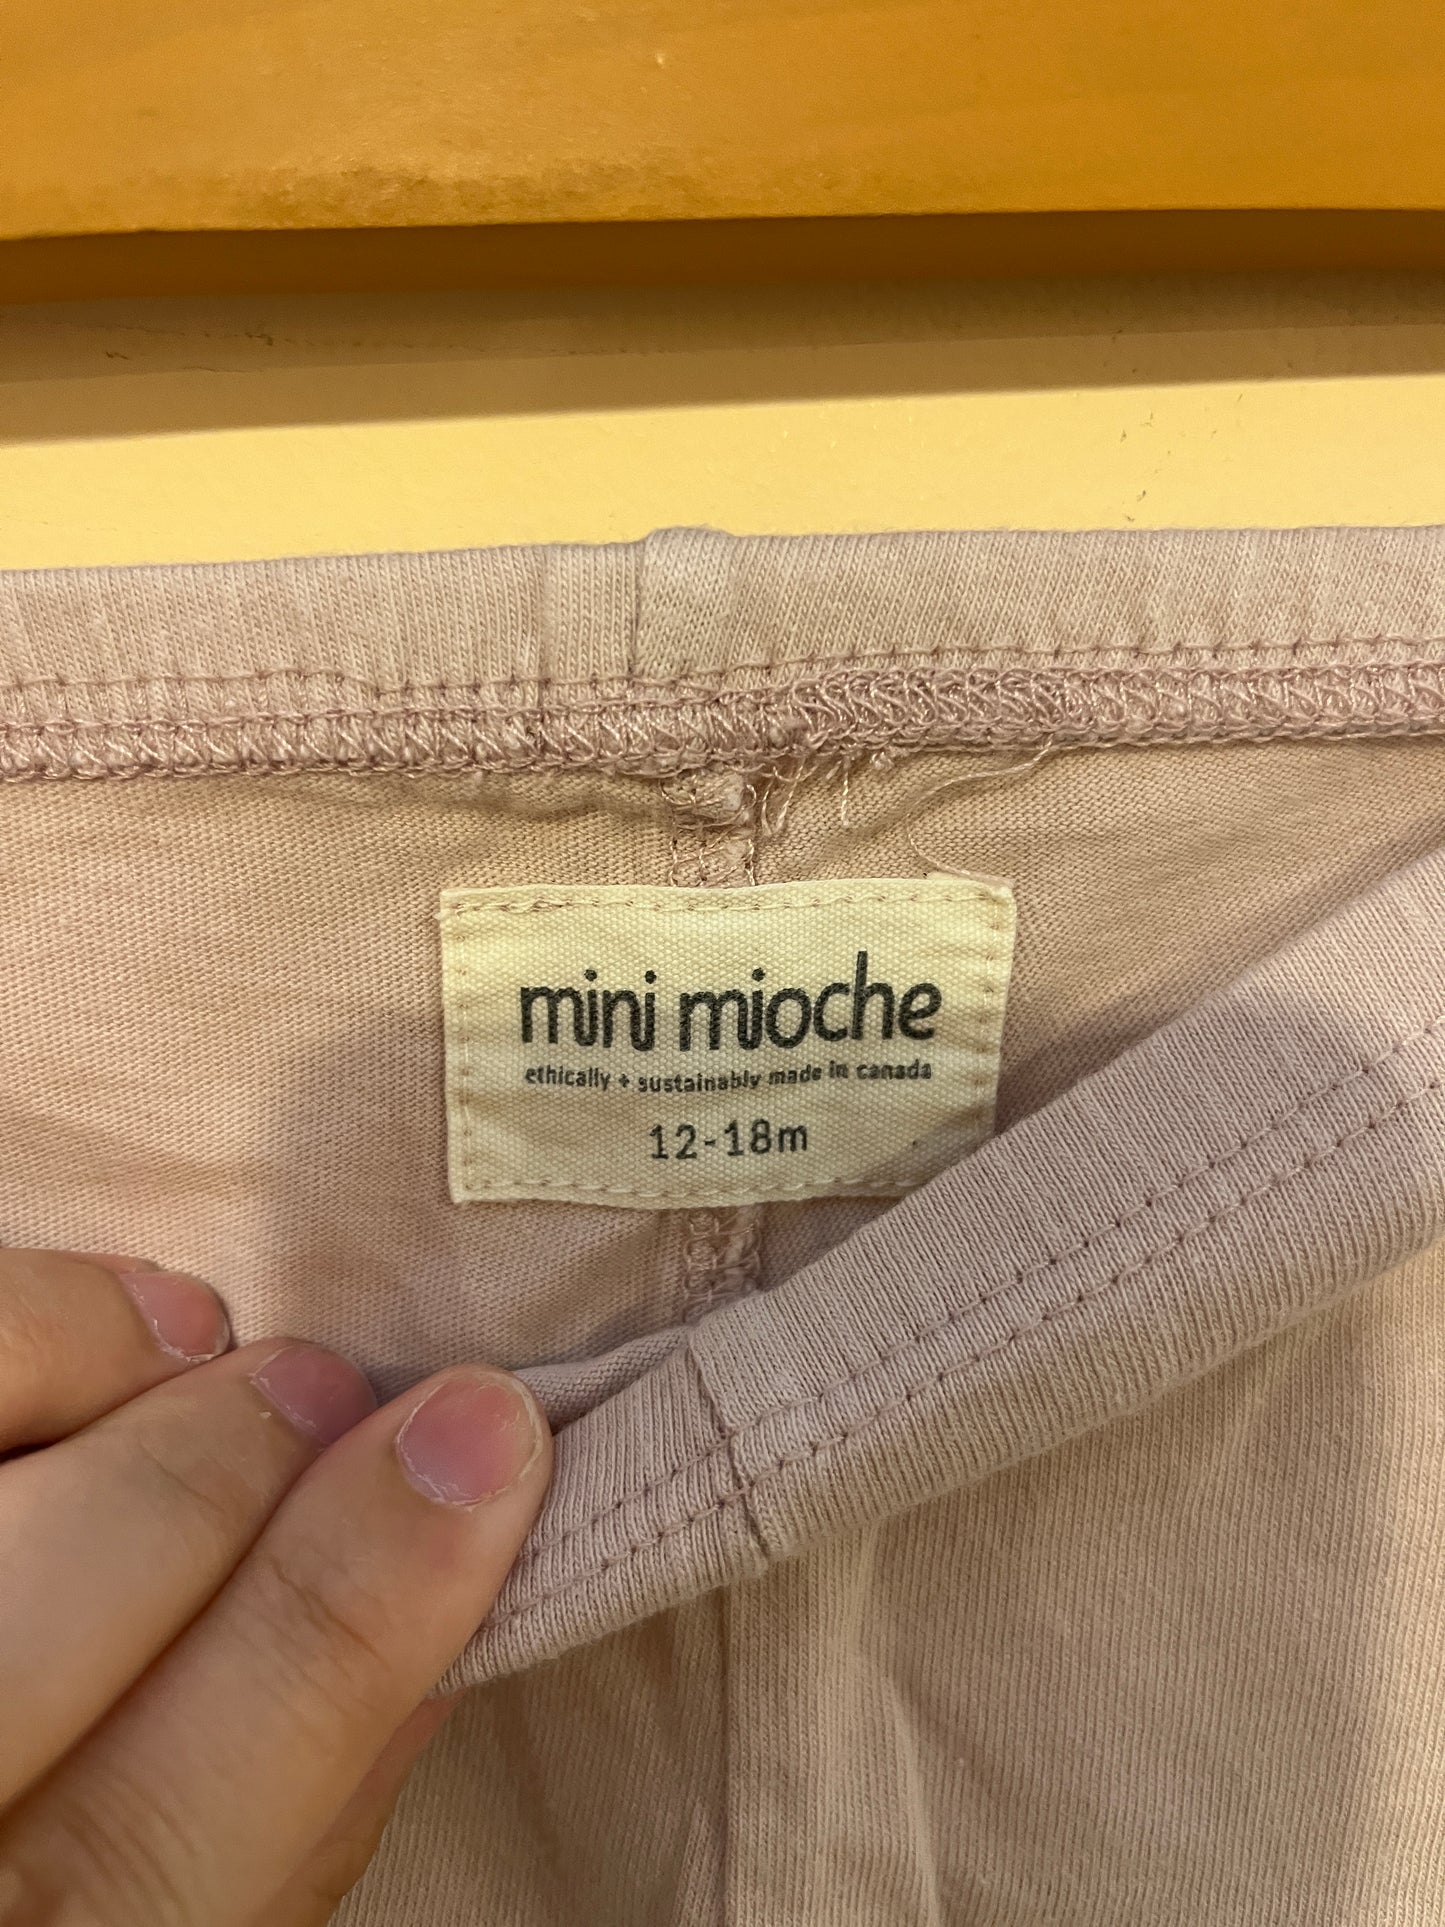 mini mioche
ethically + sustainably made in canada
12-18m